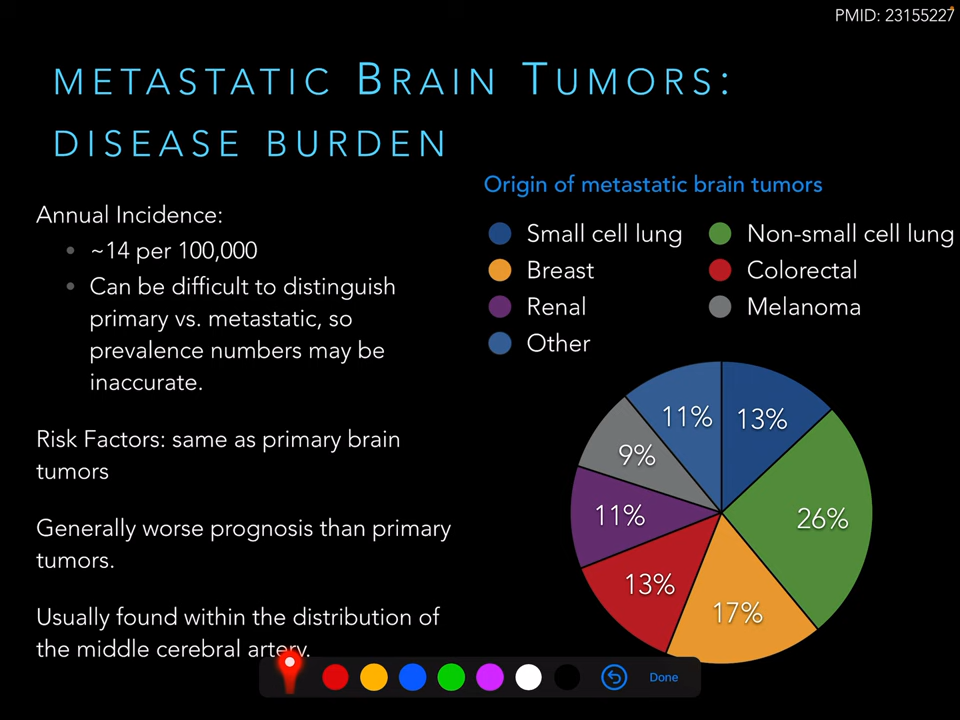 PMID: 23155227
METASTATIC BRAIN TUMORS:
DISEASE BURDEN
Annual Incidence:
• ~14 per 100,000
• Can be difficult to distinguish
primary vs. metastatic, so
prevalence numbers may be
inaccurate.
Risk Factors: same as primary brain
tumors
Generally worse prognosis than primary
tumors.
Usually found within the distribution of
the middle cerebral artery.
Origin of metastatic brain tumors
Small cell lung
Non-small cell lung
Breast
Colorectal
Renal
Melanoma
Other
11%
13%
9%
26%
11%
13%
17%
Done